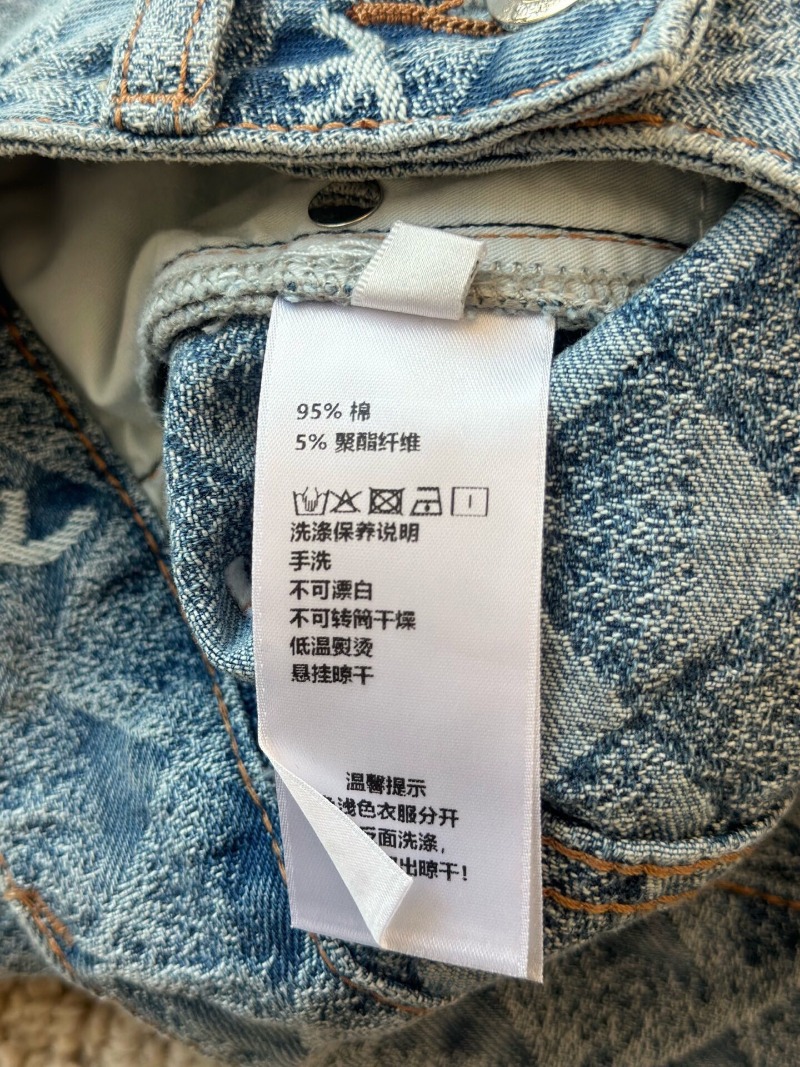 95% 棉
5% 聚酯纤维
洗涤保养说明
手洗
不可漂白
不可转筒干燥
低温熨烫
悬挂晾干
温馨提示
浅色衣服分开
反面洗涤，
出晾干！